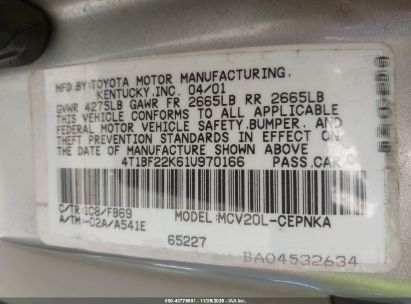 MFD.BY:TOYOTA MOTOR MANUFACTURING,
KENTUCKY,INC. 04/01
GVWR 4275LB GAWR FR 2665LB RR 2665LB
THIS VEHICLE CONFORMS TO ALL APPLICABLE
FEDERAL MOTOR VEHICLE SAFETY,BUMPER, AND
THEFT PREVENTION STANDARDS IN EFFECT ON
THE DATE OF MANUFACTURE SHOWN ABOVE.
4T1BF22K61U970166 PASS.CAR
C/TR:1C8/FB69 MODEL:MCV20L-CEPNKA
A/TM:-C2A/A541E
65227
BA04532634